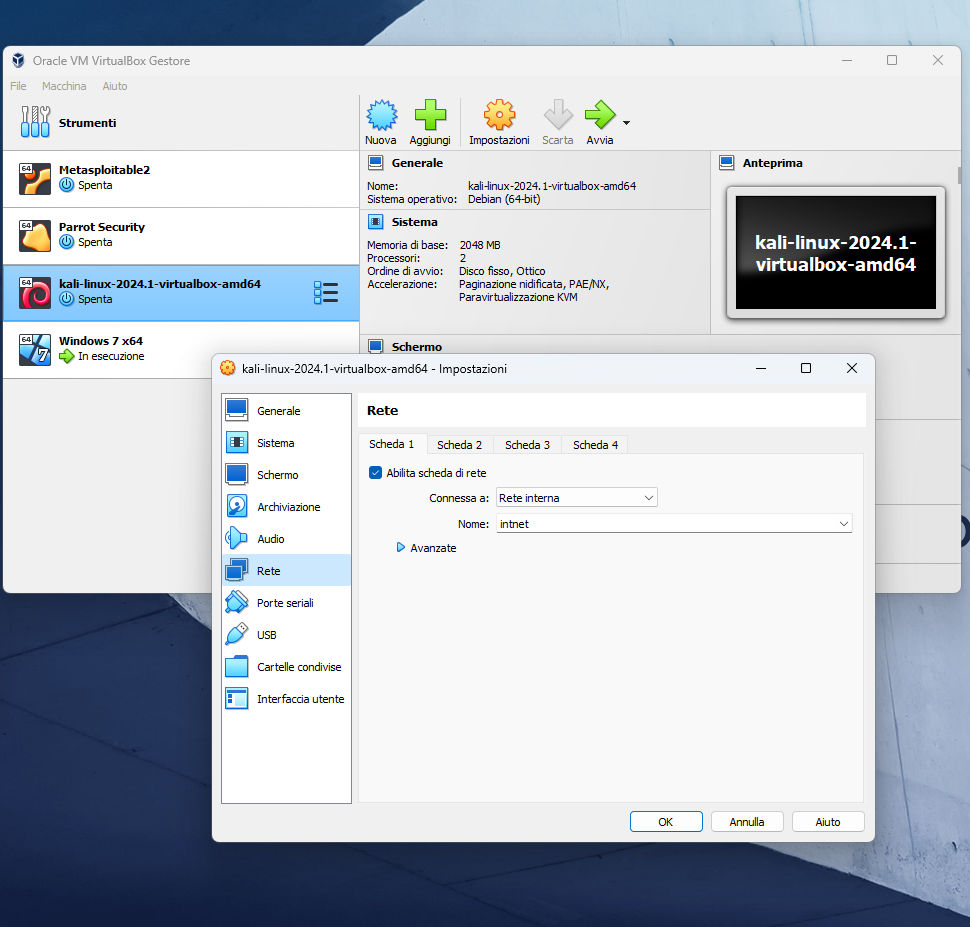 Oracle VM VirtualBox Gestore
File Macchina Aiuto
Strumenti
Nuova Aggiungi Impostazioni Scarta Avvia
64
Metasploitable2
Spenta
64
Parrot Security
Spenta
64
kali-linux-2024.1-virtualbox-amd64
Spenta
64
7
Windows 7 x64
In esecuzione
Generale
Nome: kali-linux-2024.1-virtualbox-amd64
Sistema operativo: Debian (64-bit)
Sistema
Memoria di base: 2048 MB
Processori: 2
Ordine di avvio: Disco fisso, Ottico
Accelerazione: Paginazione nidificata, PAE/NX,
Paravirtualizzazione KVM
Schermo
Anteprima
kali-linux-2024.1-
virtualbox-amd64
kali-linux-2024.1-virtualbox-amd64 - Impostazioni
Generale
Sistema
Schermo
Archiviazione
Audio
Rete
Porte seriali
USB
Cartelle condivise
Interfaccia utente
Rete
Scheda 1 Scheda 2 Scheda 3 Scheda 4
Abilita scheda di rete
Connessa a: Rete interna
Nome: intnet
Avanzate
OK Annulla Aiuto